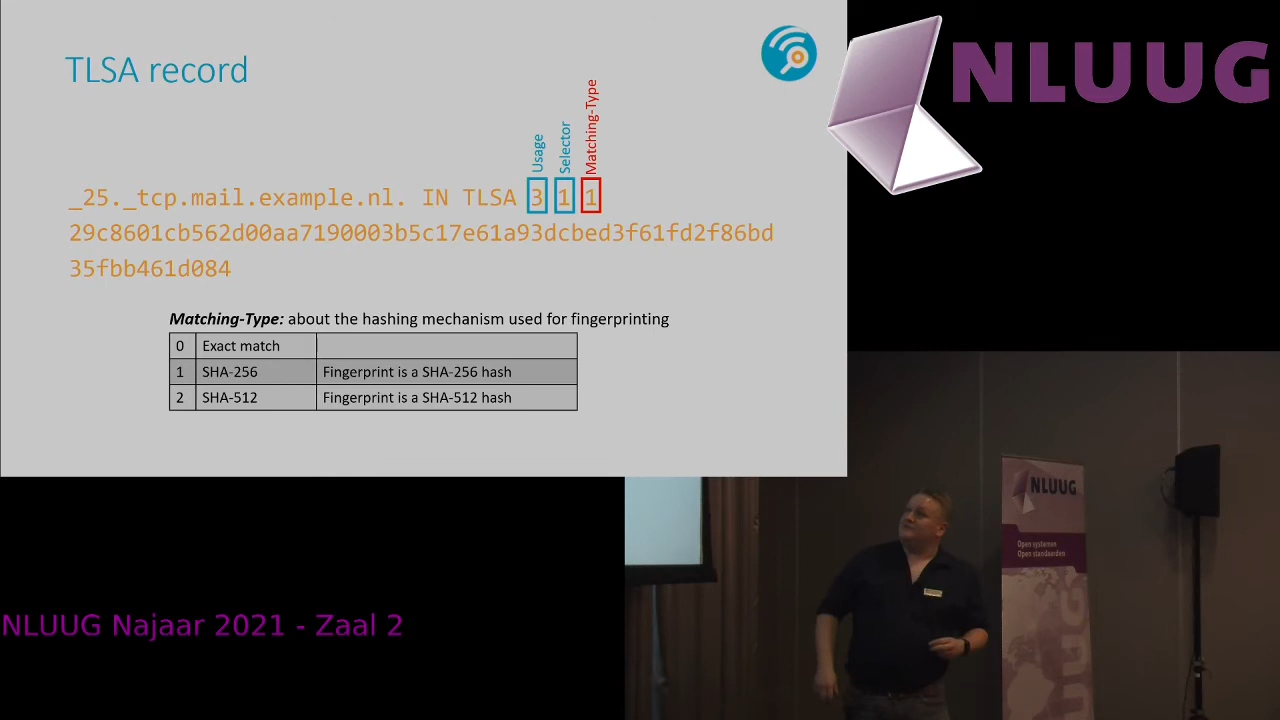 TLSA record
NLUUG
Usage
Selector
Matching-Type
_25._tcp.mail.example.nl. IN TLSA 3 1 1
29c8601cb562d00aa7190003b5c17e61a93dcbed3f61fd2f86bd
35fbb461d084
Matching-Type: about the hashing mechanism used for fingerprinting
0 Exact match
1 SHA-256 Fingerprint is a SHA-256 hash
2 SHA-512 Fingerprint is a SHA-512 hash
NLUUG
Open systemen
Open standaarden
NLUUG Najaar 2021 - Zaal 2